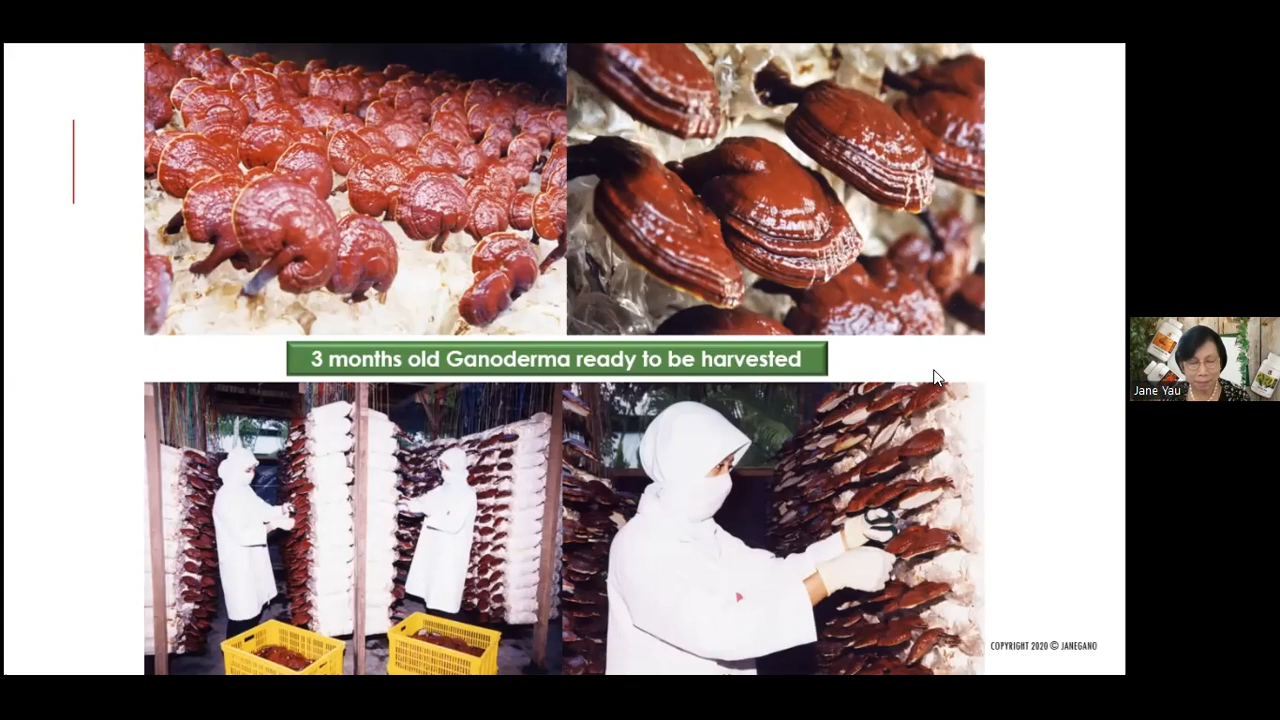 3 months old Ganoderma ready to be harvested
Jane Yau
COPYRIGHT 2020 © JANEGANO